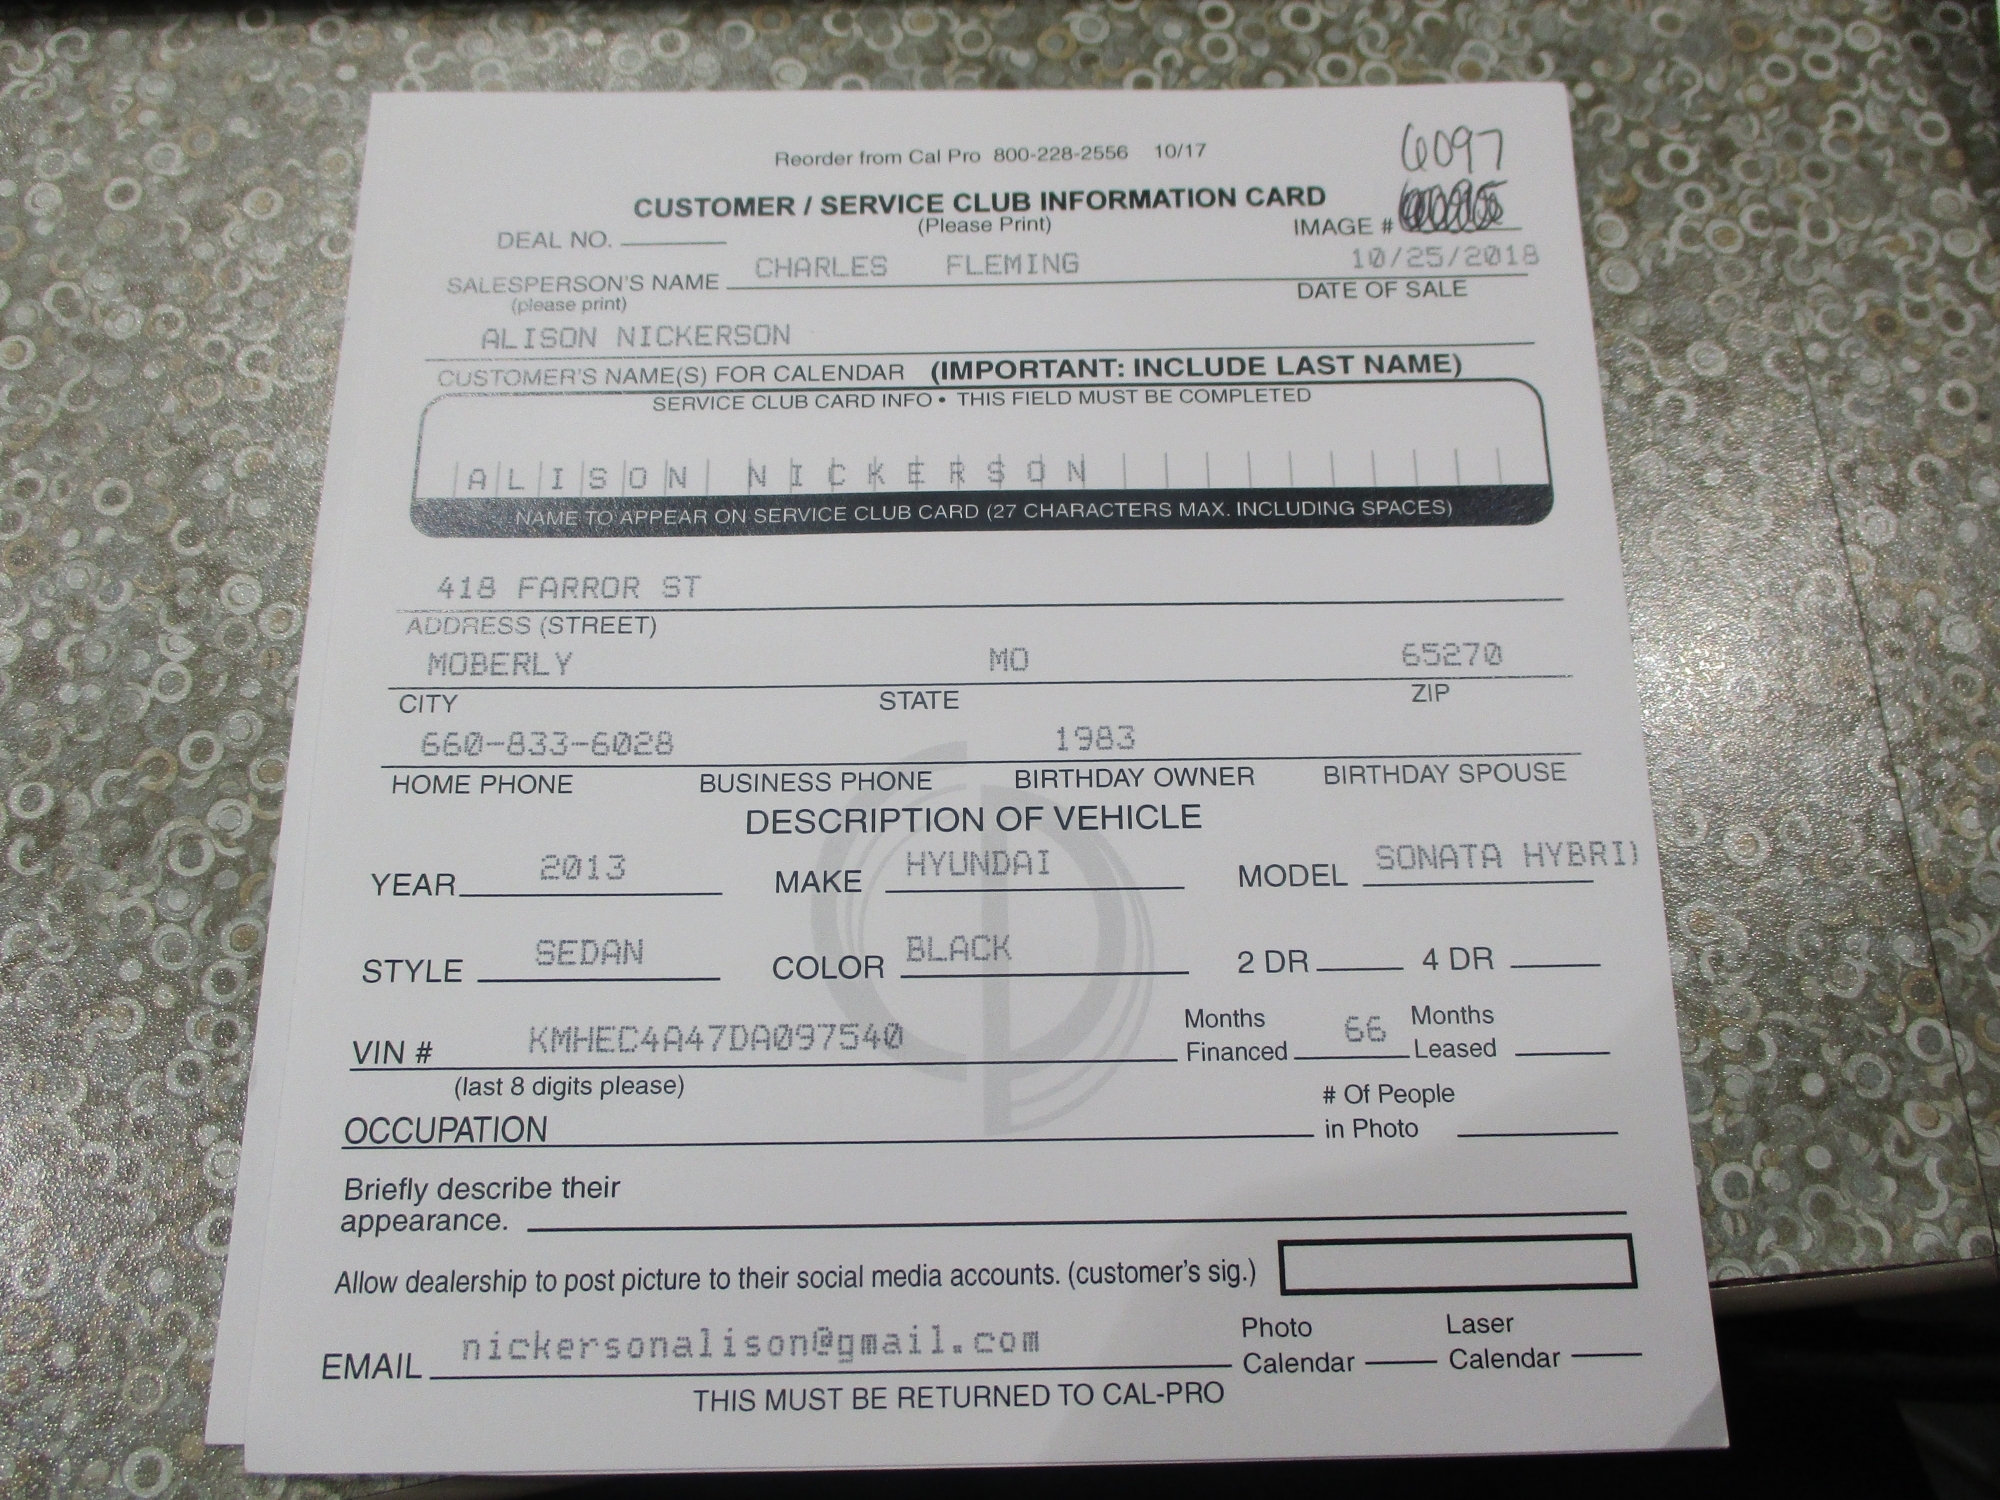 Reorder from Cal Pro 800-228-2556 10/17
6097
CUSTOMER / SERVICE CLUB INFORMATION CARD
(Please Print)
DEAL NO. IMAGE #
SALESPERSON'S NAME CHARLES FLEMING 10/25/2018
(please print) DATE OF SALE
ALISON NICKERSON
CUSTOMER'S NAME(S) FOR CALENDAR (IMPORTANT: INCLUDE LAST NAME)
SERVICE CLUB CARD INFO • THIS FIELD MUST BE COMPLETED
ALISON NICKERSON
NAME TO APPEAR ON SERVICE CLUB CARD (27 CHARACTERS MAX. INCLUDING SPACES)
418 FARROR ST
ADDRESS (STREET)
MOBERLY MO 65270
CITY STATE ZIP
660-833-6028 1983
HOME PHONE BUSINESS PHONE BIRTHDAY OWNER BIRTHDAY SPOUSE
DESCRIPTION OF VEHICLE
YEAR 2013 MAKE HYUNDAI MODEL SONATA HYBRI)
STYLE SEDAN COLOR BLACK 2 DR 4 DR
VIN # KMHEC4A47DA097540 Months Financed 66 Months Leased
(last 8 digits please)
OCCUPATION # Of People in Photo
Briefly describe their
appearance.
Allow dealership to post picture to their social media accounts. (customer's sig.)
EMAIL nickersonalison@gmail.com Photo Calendar Laser Calendar
THIS MUST BE RETURNED TO CAL-PRO